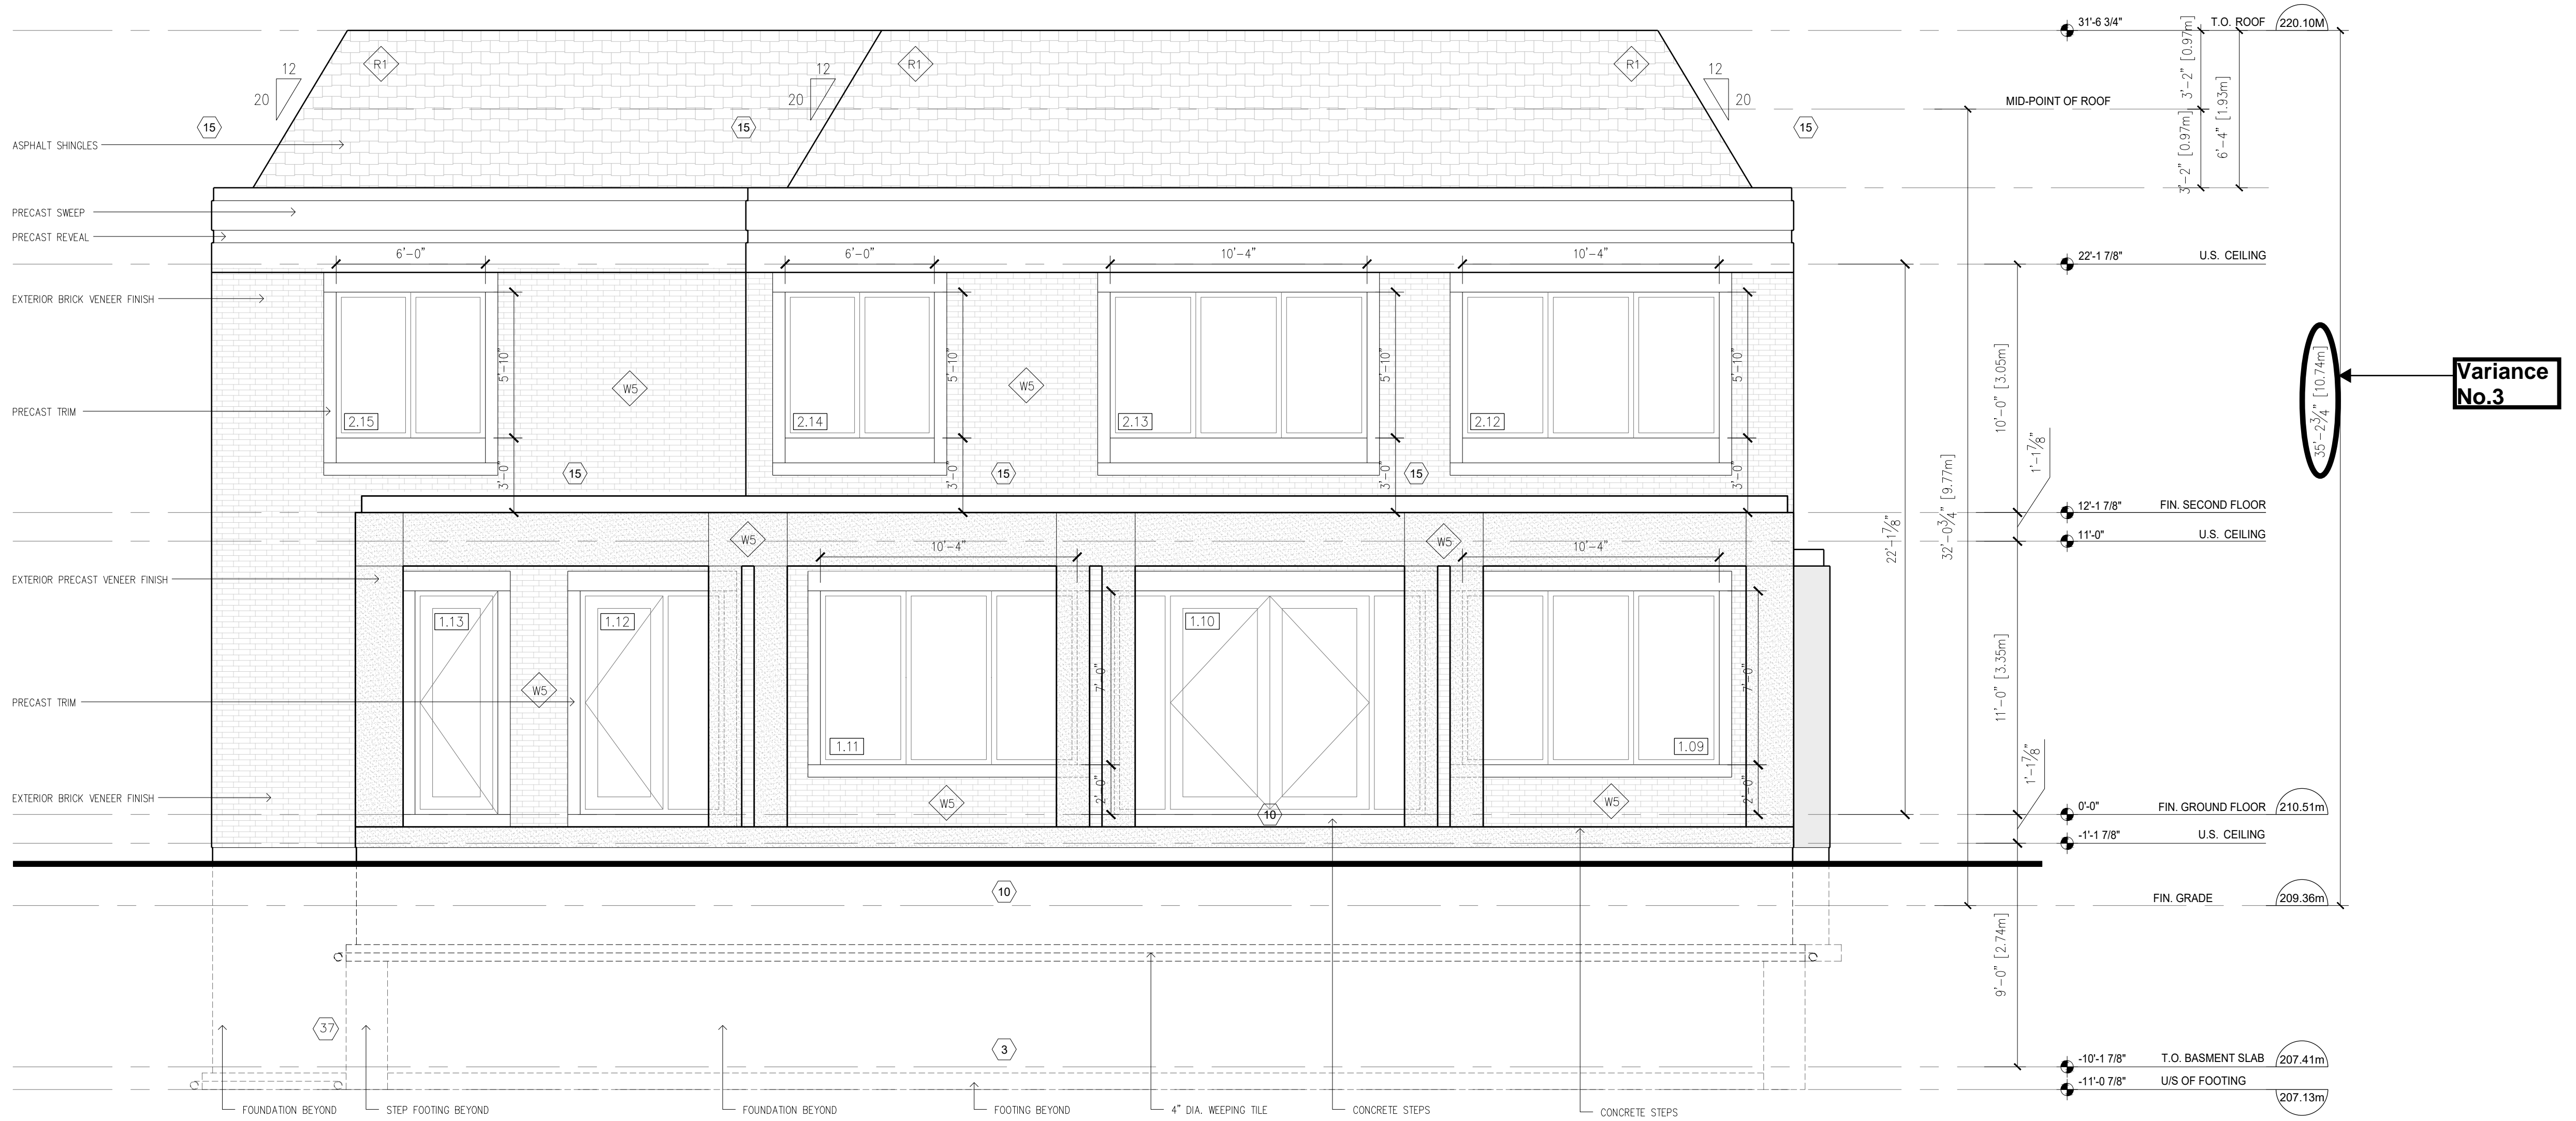 31'-6 3/4" T.O. ROOF 220.10M
R1 R1 R1
12 12 12
20 20 20
3'-2" [0.97m]
MID-POINT OF ROOF
15 15 15
6'-4" [1.93m]
ASPHALT SHINGLES
3'-2" [0.97m]
PRECAST SWEEP
PRECAST REVEAL
6'-0" 6'-0" 10'-4" 10'-4"
22'-1 7/8" U.S. CEILING
EXTERIOR BRICK VENEER FINISH
5'-10" 5'-10" 5'-10" 5'-10"
W5 W5
10'-0" [3.05m]
35'-2 3/4" [10.74m]
Variance
No.3
PRECAST TRIM
2.15 2.14 2.13 2.12
15 15 15
3'-0" 3'-0" 3'-0" 3'-0"
1'-1 7/8"
12'-1 7/8" FIN. SECOND FLOOR
22'-1 7/8"
32'-0 3/4" [9.77m]
W5 W5
11'-0" U.S. CEILING
10'-4" 10'-4"
EXTERIOR PRECAST VENEER FINISH
1.13 1.12 1.10
W5
7'-0" 7'-0"
11'-0" [3.35m]
PRECAST TRIM
1.11 1.09
1'-1 7/8"
2'-0" 2'-0"
EXTERIOR BRICK VENEER FINISH
W5 W5
10
0'-0" FIN. GROUND FLOOR 210.51m
-1'-1 7/8" U.S. CEILING
10
FIN. GRADE 209.36m
9'-0" [2.74m]
37
3
-10'-1 7/8" T.O. BASMENT SLAB 207.41m
-11'-0 7/8" U/S OF FOOTING
207.13m
FOUNDATION BEYOND STEP FOOTING BEYOND FOUNDATION BEYOND FOOTING BEYOND 4" DIA. WEEPING TILE CONCRETE STEPS CONCRETE STEPS